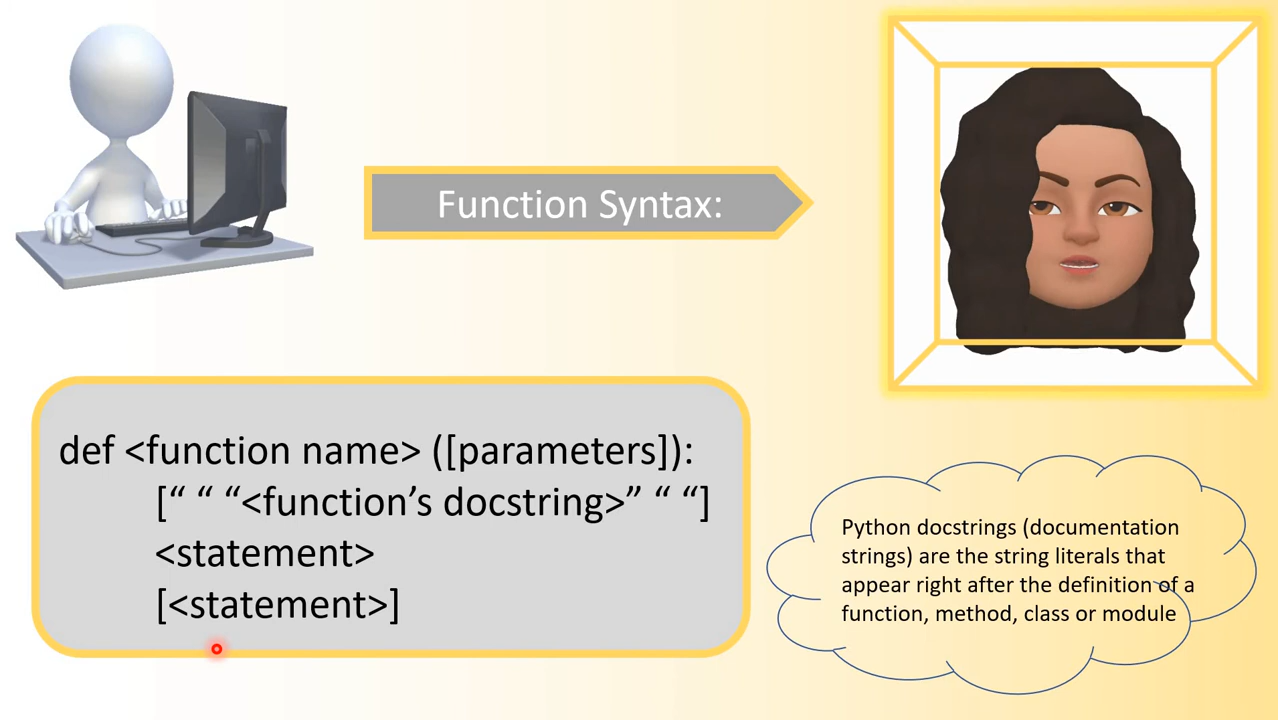 Function Syntax:
def <function name> ([parameters]):
[“ “ “<function’s docstring>” “ “]
<statement>
[<statement>]
Python docstrings (documentation
strings) are the string literals that
appear right after the definition of a
function, method, class or module